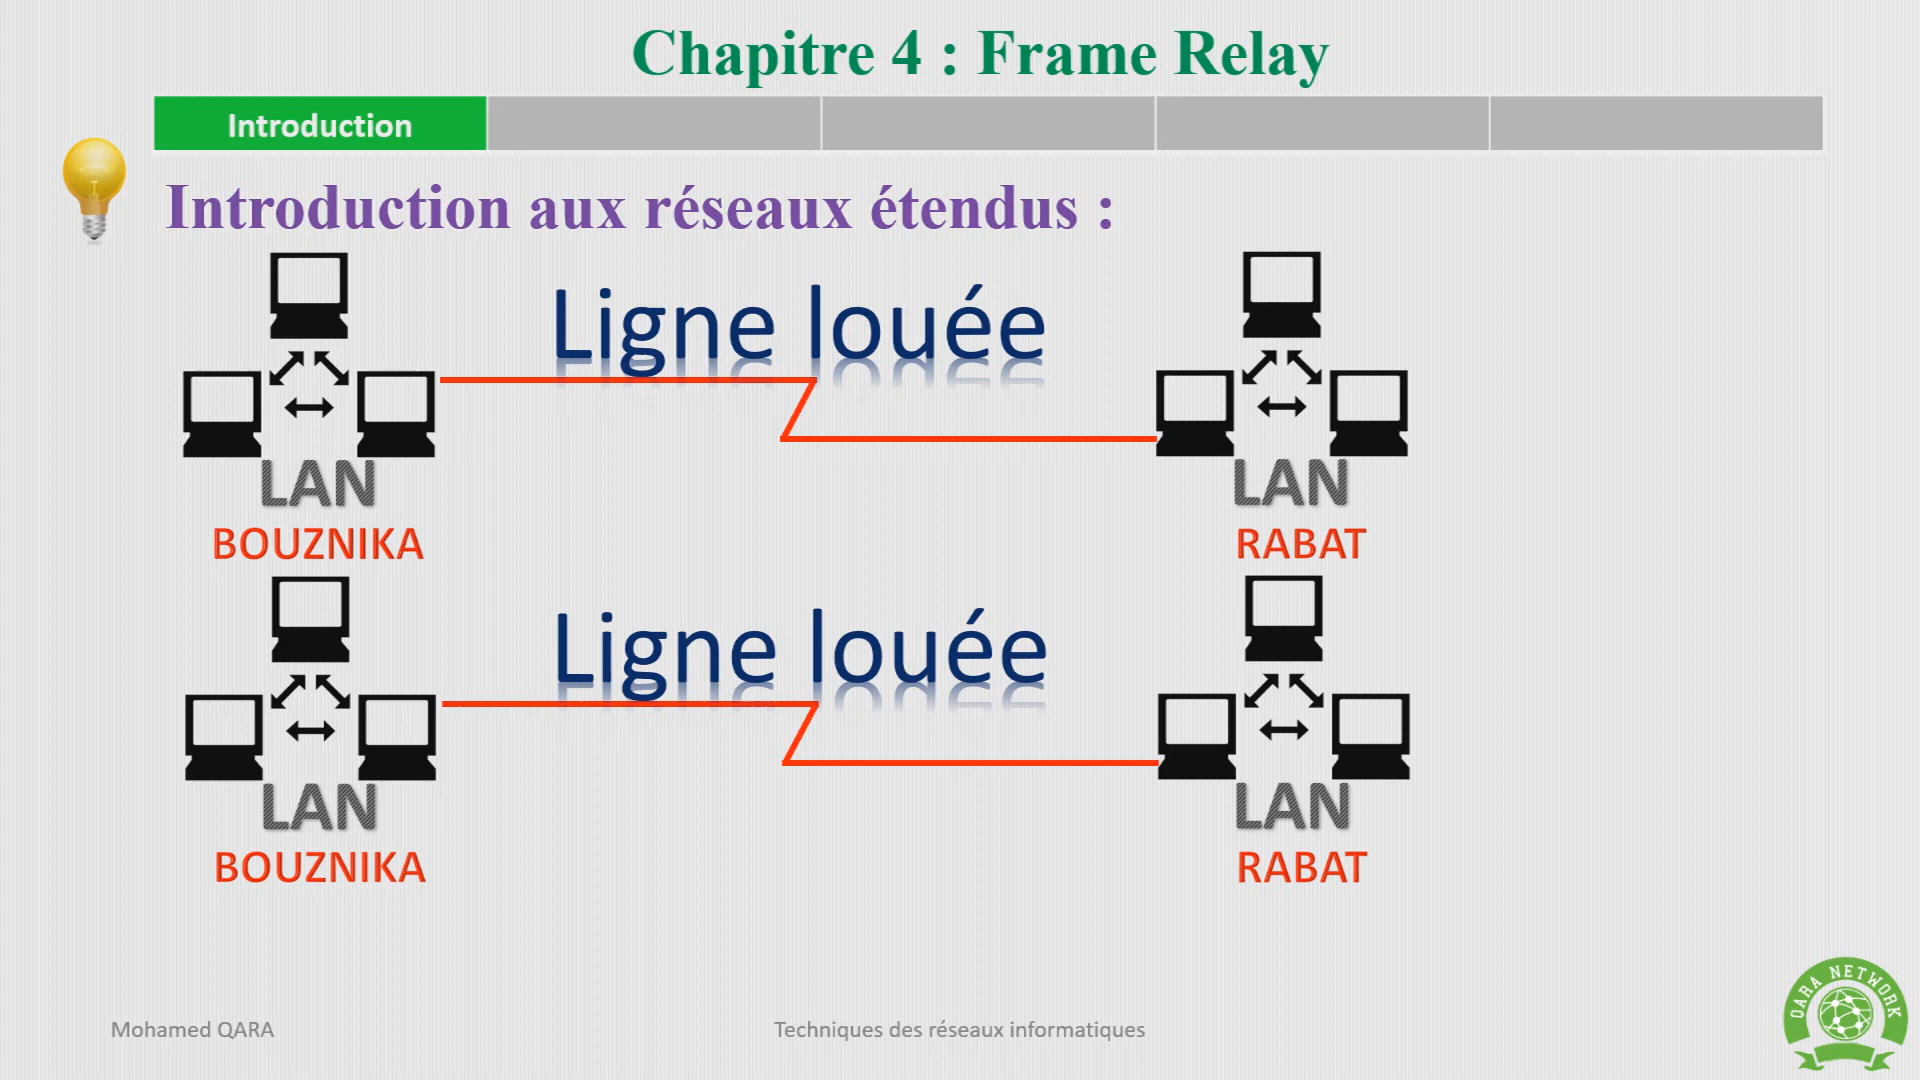 Chapitre 4 : Frame Relay
Introduction
Introduction aux réseaux étendus :
Ligne louée
LAN
LAN
BOUZNIKA
RABAT
Ligne louée
LAN
LAN
BOUZNIKA
RABAT
Mohamed QARA
Techniques des réseaux informatiques
QARA NETWORK